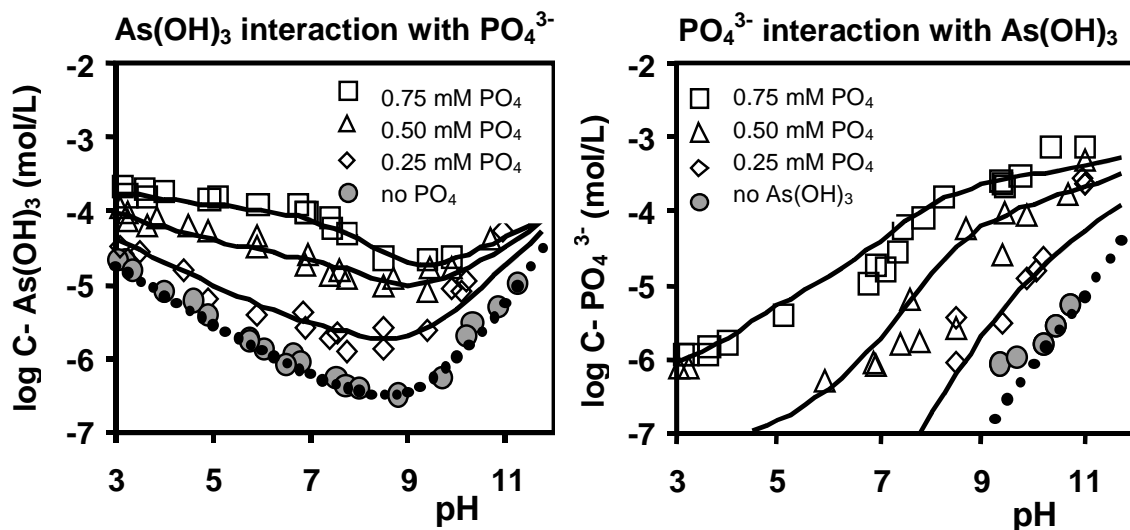 As(OH)₃ interaction with PO₄³⁻
log C- As(OH)₃ (mol/L)
-2
-3
-4
-5
-6
-7
0.75 mM PO₄
0.50 mM PO₄
0.25 mM PO₄
no PO₄
3 5 7 9 11
pH
PO₄³⁻ interaction with As(OH)₃
log C- PO₄³⁻ (mol/L)
-2
-3
-4
-5
-6
-7
0.75 mM PO₄
0.50 mM PO₄
0.25 mM PO₄
no As(OH)₃
3 5 7 9 11
pH